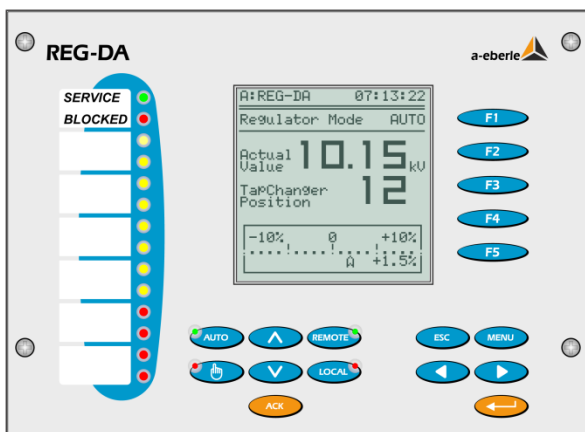 REG-DA
a-eberle
SERVICE
BLOCKED
A:REG-DA 07:13:22
Regulator Mode AUTO
Actual Value 10.15 kV
TapChanger Position 12
-10% 0 +10%
+1.5%
F1
F2
F3
F4
F5
AUTO REMOTE ESC MENU
LOCAL
ACK